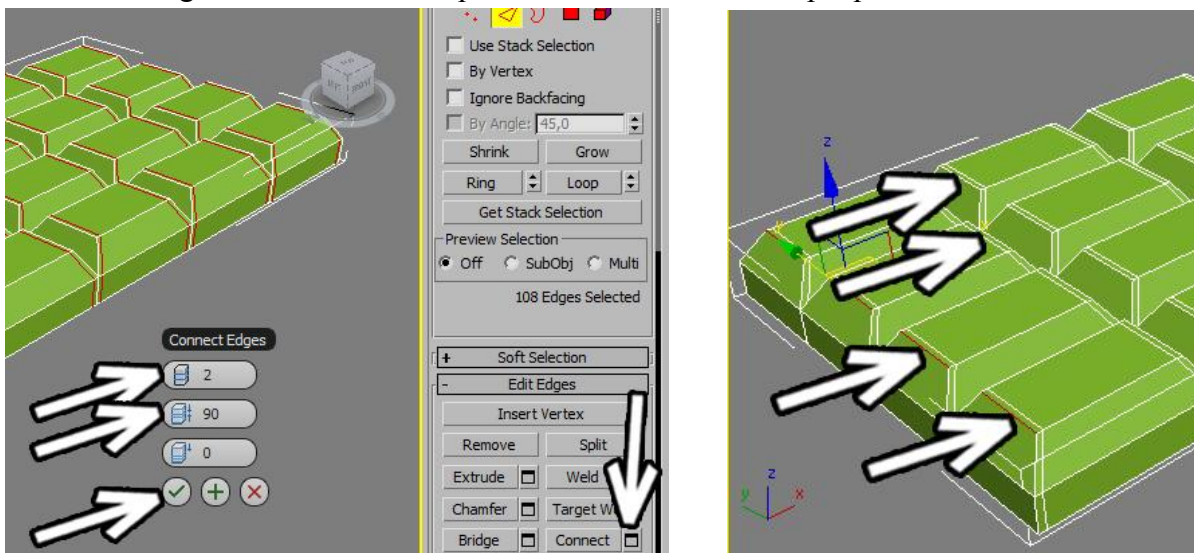 Use Stack Selection
By Vertex
Ignore Backfacing
By Angle: 45,0
Shrink Grow
Ring Loop
Get Stack Selection
Preview Selection
Off SubObj Multi
108 Edges Selected
+ Soft Selection
- Edit Edges
Insert Vertex
Remove Split
Extrude Weld
Chamfer Target W
Bridge Connect
Connect Edges
2
90
0
z
z
y x